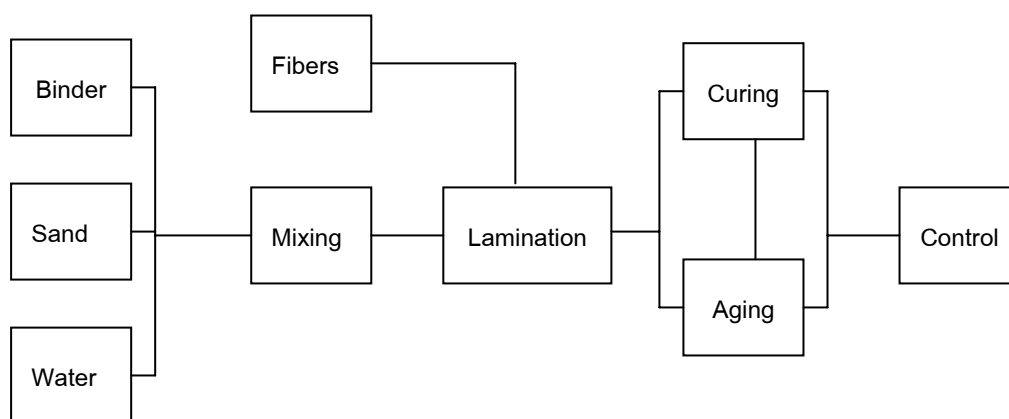 Binder
Sand
Water
Fibers
Mixing
Lamination
Curing
Aging
Control